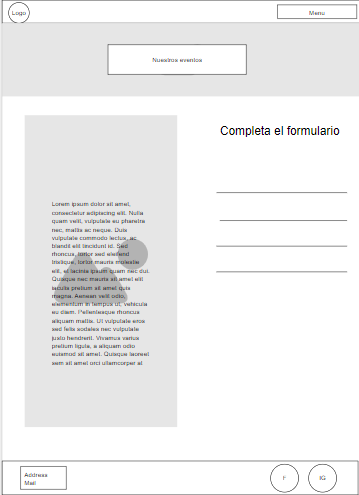 Logo
Menu
Nuestros eventos
Completa el formulario
Lorem ipsum dolor sit amet,
consectetur adipiscing elit. Nulla
quam velit, vulputate eu pharetra
nec, mattis ac neque. Duis
vulputate commodo lectus, ac
blandit elit tincidunt id. Sed
rhoncus, tortor sed eleifend
tristique, tortor mauris molestie
elit, et lacinia ipsum quam nec dui.
Quisque nec mauris sit amet elit
iaculis pretium sit amet quis
magna. Aenean velit odio,
elementum in tempus ut, vehicula
eu diam. Pellentesque rhoncus
aliquam mattis. Ut vulputate eros
sed felis sodales nec vulputate
justo hendrerit. Vivamus varius
pretium ligula, a aliquam odio
euismod sit amet. Quisque laoreet
sem sit amet orci ullamcorper at
Address
Mail
F
IG